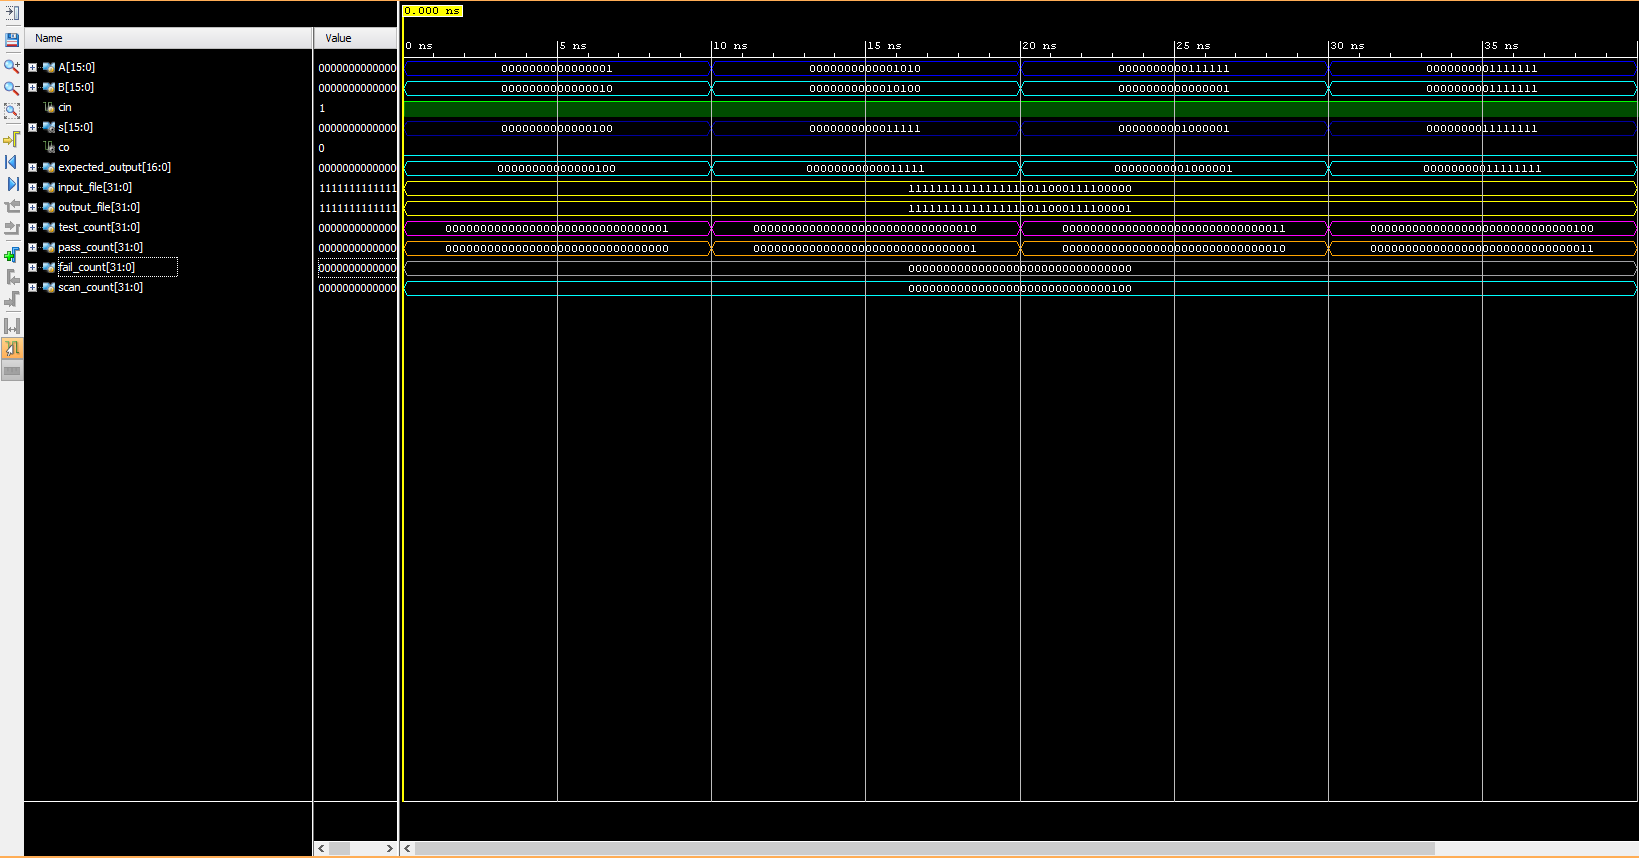 0.000 ns
Name Value 0 ns 5 ns 10 ns 15 ns 20 ns 25 ns 30 ns 35 ns
A[15:0] 0000000000000 0000000000000001 0000000000001010 0000000000111111 0000000001111111
B[15:0] 0000000000000 0000000000000010 0000000000010100 0000000000000001 0000000001111111
cin 1
s[15:0] 0000000000000 0000000000000100 0000000000011111 0000000001000001 0000000011111111
co 0
expected_output[16:0] 0000000000000 00000000000000100 00000000000011111 00000000001000001 00000000011111111
input_file[31:0] 1111111111111 11111111111111111011000111100000
output_file[31:0] 1111111111111 11111111111111111011000111100001
test_count[31:0] 0000000000000 00000000000000000000000000000001 00000000000000000000000000000010 00000000000000000000000000000011 00000000000000000000000000000100
pass_count[31:0] 0000000000000 00000000000000000000000000000000 00000000000000000000000000000001 00000000000000000000000000000010 00000000000000000000000000000011
fail_count[31:0] 0000000000000 00000000000000000000000000000000
scan_count[31:0] 0000000000000 00000000000000000000000000000100